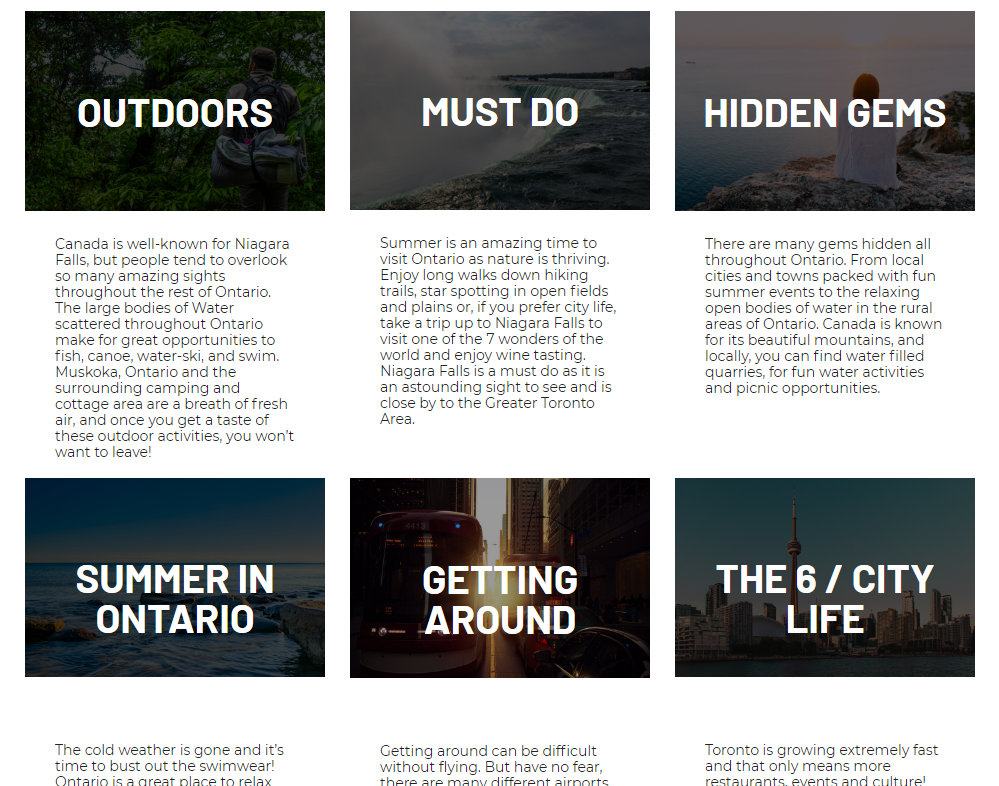 OUTDOORS
Canada is well-known for Niagara
Falls, but people tend to overlook
so many amazing sights
throughout the rest of Ontario.
The large bodies of Water
scattered throughout Ontario
make for great opportunities to
fish, canoe, water-ski, and swim.
Muskoka, Ontario and the
surrounding camping and
cottage area are a breath of fresh
air, and once you get a taste of
these outdoor activities, you won't
want to leave!
MUST DO
Summer is an amazing time to
visit Ontario as nature is thriving.
Enjoy long walks down hiking
trails, star spotting in open fields
and plains or, if you prefer city life,
take a trip up to Niagara Falls to
visit one of the 7 wonders of the
world and enjoy wine tasting.
Niagara Falls is a must do as it is
an astounding sight to see and is
close by to the Greater Toronto
Area.
HIDDEN GEMS
There are many gems hidden all
throughout Ontario. From local
cities and towns packed with fun
summer events to the relaxing
open bodies of water in the rural
areas of Ontario. Canada is known
for its beautiful mountains, and
locally, you can find water filled
quarries, for fun water activities
and picnic opportunities.
SUMMER IN
ONTARIO
The cold weather is gone and it's
time to bust out the swimwear!
Ontario is a great place to relax
4413
GETTING
AROUND
Getting around can be difficult
without flying. But have no fear,
there are many different airports
THE 6 / CITY
LIFE
Toronto is growing extremely fast
and that only means more
restaurants, events and culture!